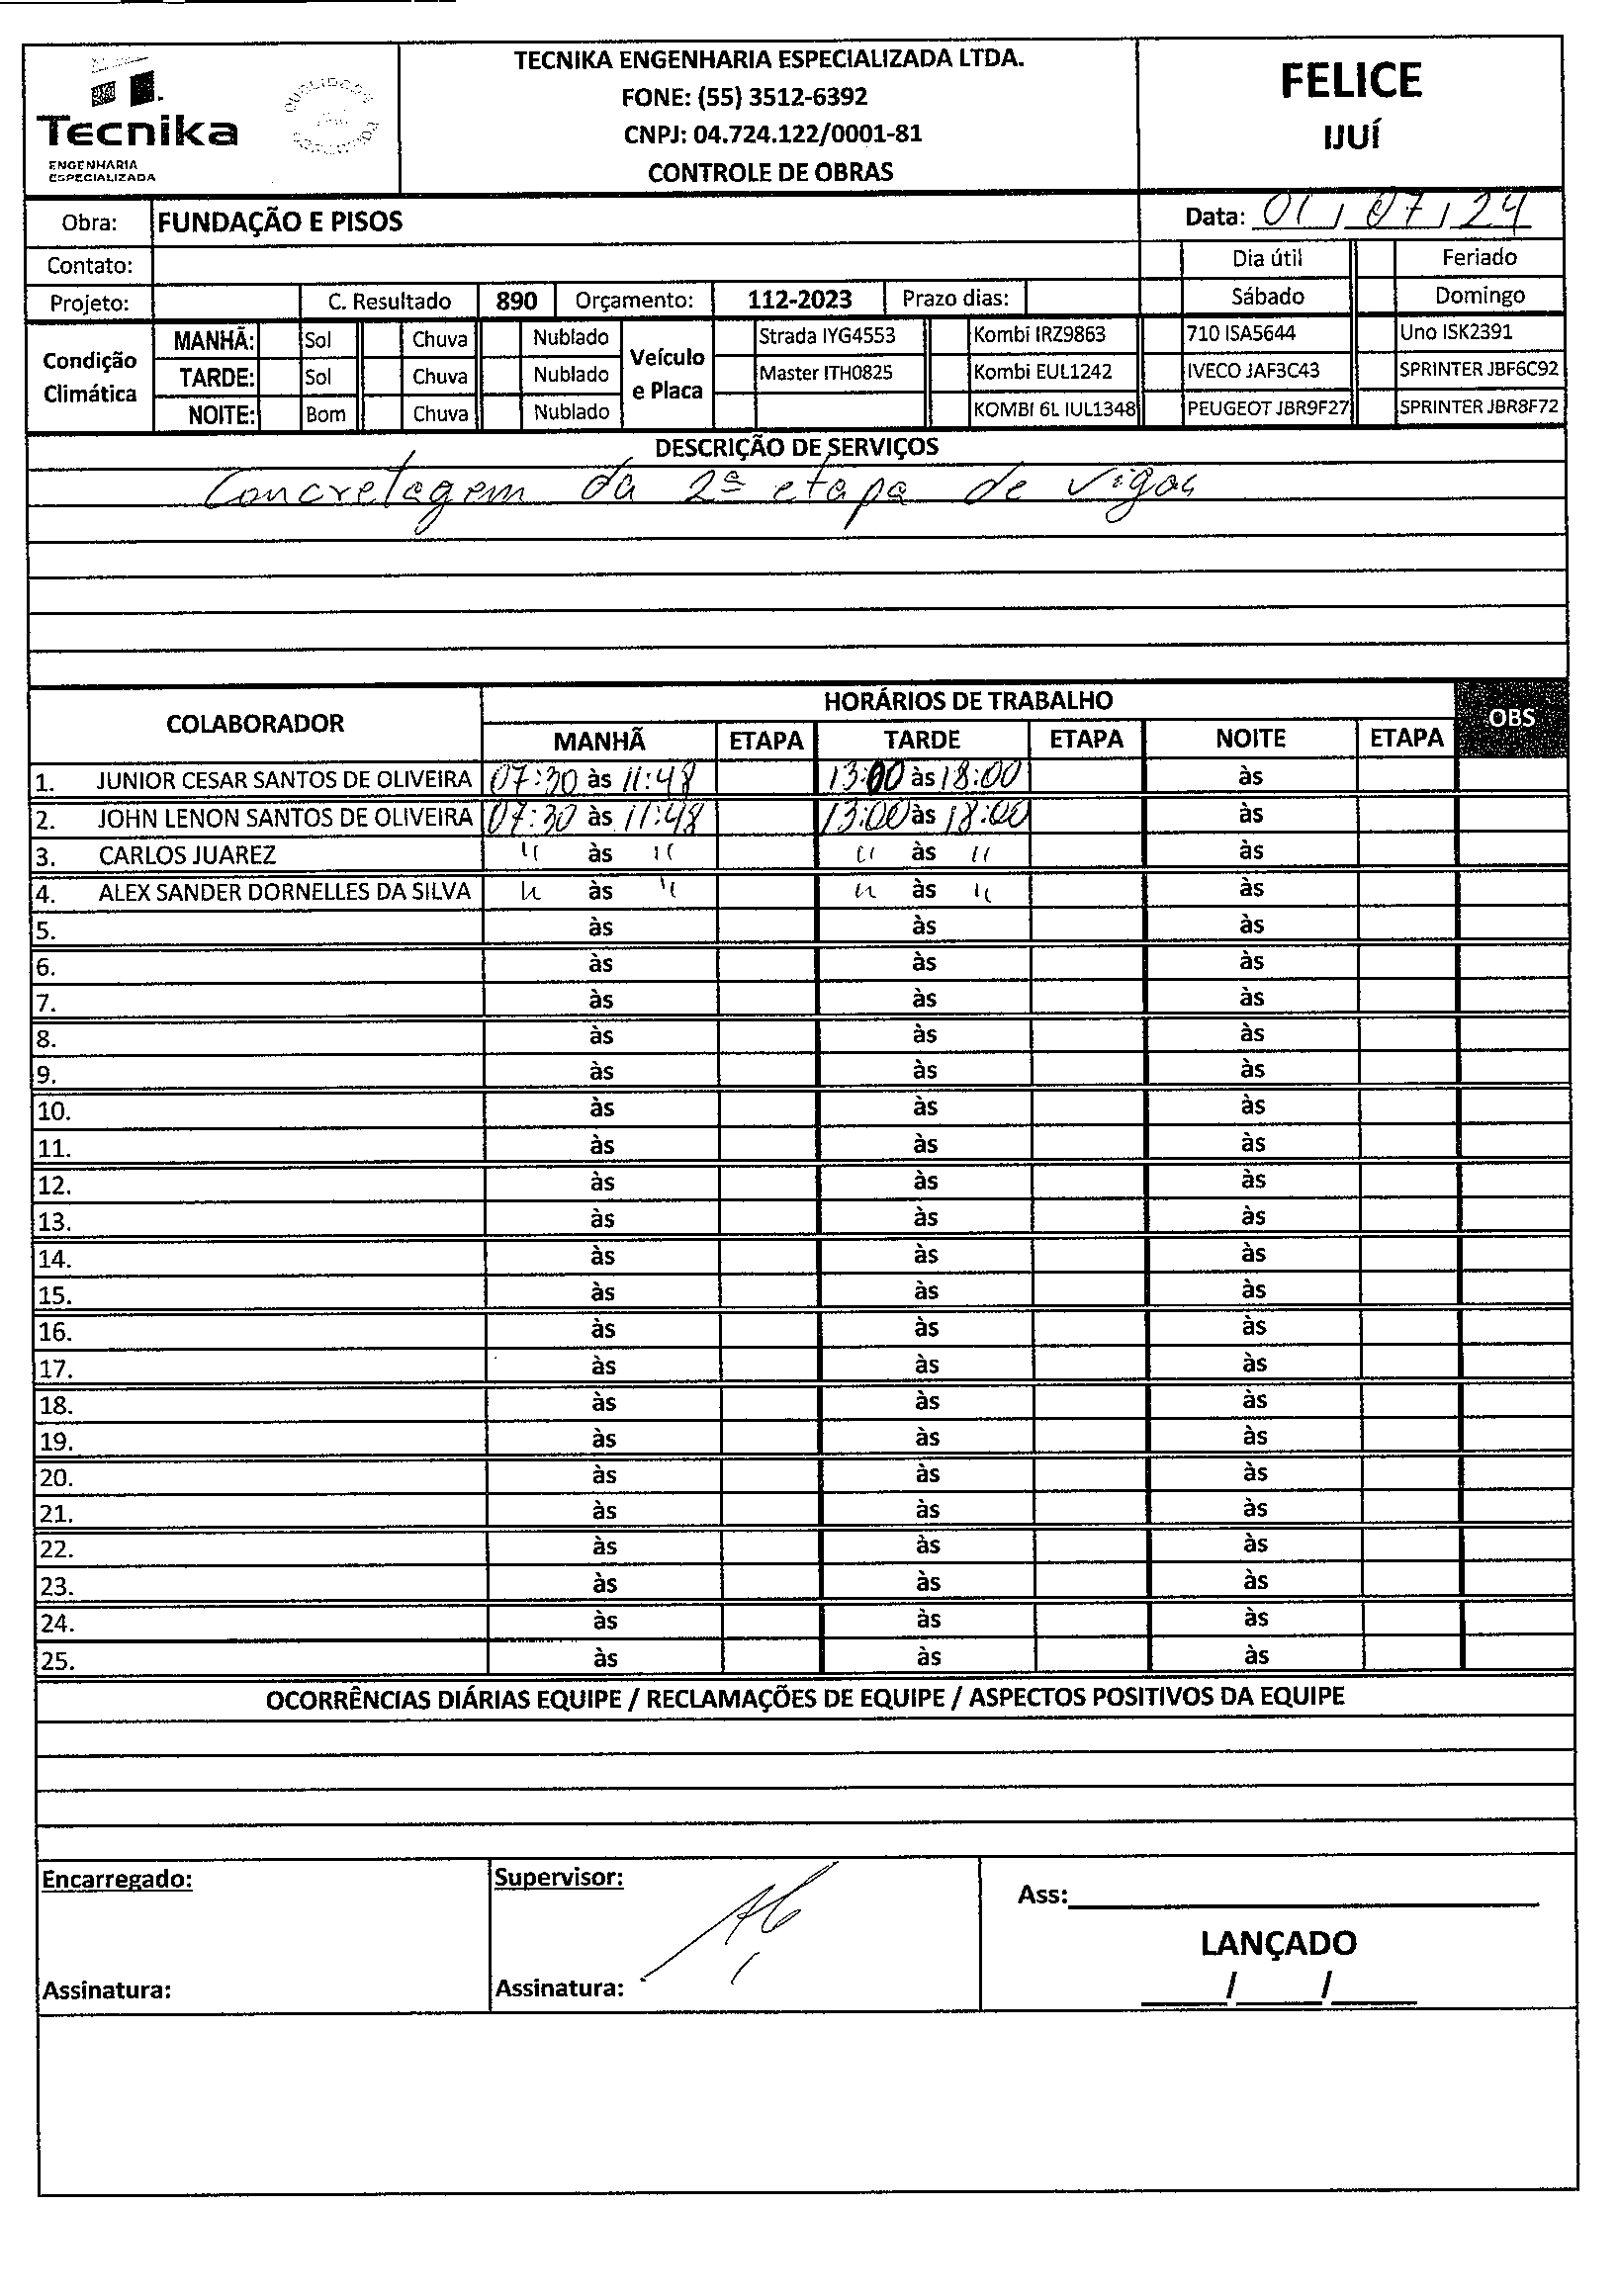 Tecnika
ENGENHARIA
ESPECIALIZADA
TECNIKA ENGENHARIA ESPECIALIZADA LTDA.
FONE: (55) 3512-6392
CNPJ: 04.724.122/0001-81
CONTROLE DE OBRAS
FELICE
IJUÍ
Obra: FUNDAÇÃO E PISOS Data: 01/07/24
Contato: Dia útil Feriado
Projeto: C. Resultado 890 Orçamento: 112-2023 Prazo dias: Sábado Domingo
Condição Climática Veículo e Placa
MANHÃ: Sol Chuva Nublado Strada IYG4553 Kombi IRZ9863 710 ISA5644 Uno ISK2391
TARDE: Sol Chuva Nublado Master ITH0825 Kombi EUL1242 IVECO JAF3C43 SPRINTER JBF6C92
NOITE: Bom Chuva Nublado KOMBI 6L IUL1348 PEUGEOT JBR9F27 SPRINTER JBR8F72
DESCRIÇÃO DE SERVIÇOS
Concretagem da 2ª etapa de vigas
COLABORADOR HORÁRIOS DE TRABALHO OBS
MANHÃ ETAPA TARDE ETAPA NOITE ETAPA
1. JUNIOR CESAR SANTOS DE OLIVEIRA 07:30 às 11:48 13:00 às 18:00 às
2. JOHN LENON SANTOS DE OLIVEIRA 07:30 às 11:48 13:00 às 18:00 às
3. CARLOS JUAREZ " às " " às " às
4. ALEX SANDER DORNELLES DA SILVA " às " " às " às
5. às às às
6. às às às
7. às às às
8. às às às
9. às às às
10. às às às
11. às às às
12. às às às
13. às às às
14. às às às
15. às às às
16. às às às
17. às às às
18. às às às
19. às às às
20. às às às
21. às às às
22. às às às
23. às às às
24. às às às
25. às às às
OCORRÊNCIAS DIÁRIAS EQUIPE / RECLAMAÇÕES DE EQUIPE / ASPECTOS POSITIVOS DA EQUIPE
Encarregado: Supervisor: Ass:
LANÇADO
Assinatura: Assinatura: / /